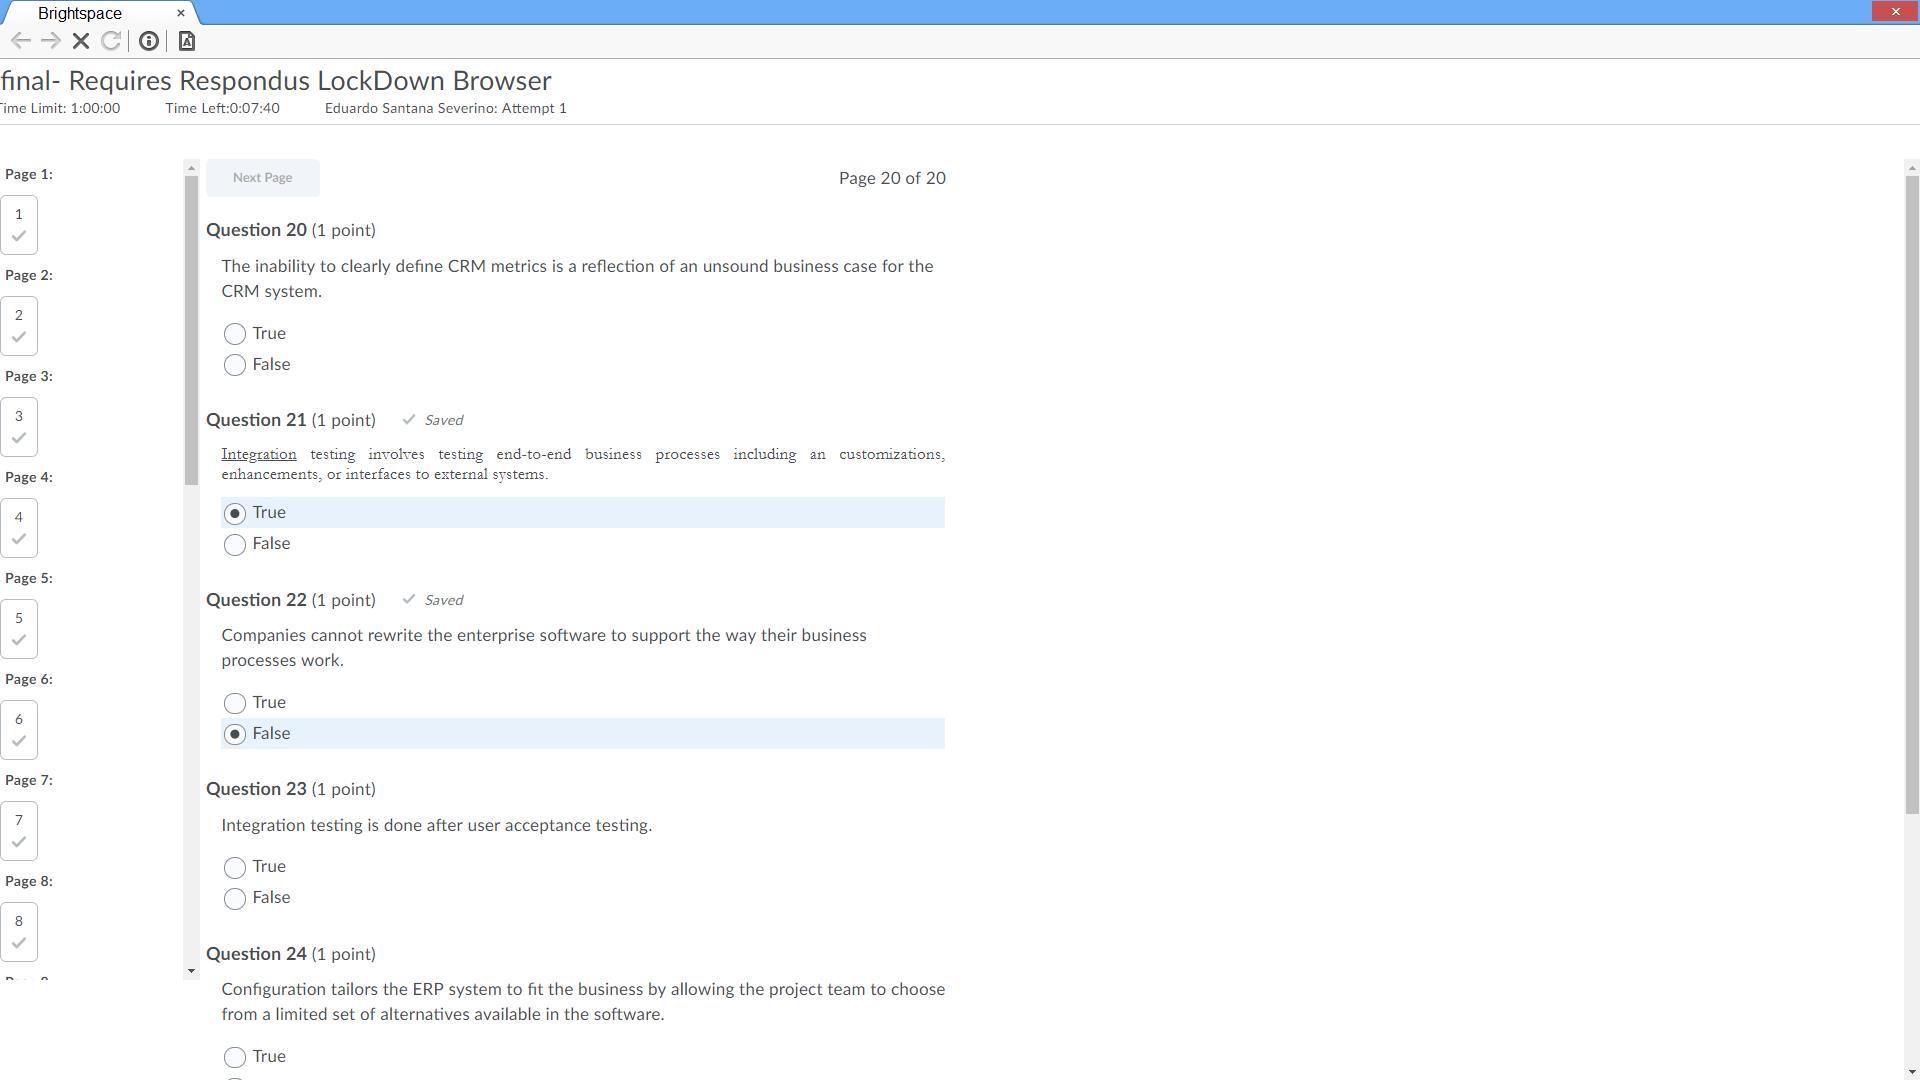 Brightspace
final- Requires Respondus LockDown Browser
Time Limit: 1:00:00 Time Left:0:07:40 Eduardo Santana Severino: Attempt 1
Page 1:
1
Page 2:
2
Page 3:
3
Page 4:
4
Page 5:
5
Page 6:
6
Page 7:
7
Page 8:
8
Next Page
Page 20 of 20
Question 20 (1 point)
The inability to clearly define CRM metrics is a reflection of an unsound business case for the
CRM system.
True
False
Question 21 (1 point) Saved
Integration testing involves testing end-to-end business processes including an customizations,
enhancements, or interfaces to external systems.
True
False
Question 22 (1 point) Saved
Companies cannot rewrite the enterprise software to support the way their business
processes work.
True
False
Question 23 (1 point)
Integration testing is done after user acceptance testing.
True
False
Question 24 (1 point)
Configuration tailors the ERP system to fit the business by allowing the project team to choose
from a limited set of alternatives available in the software.
True